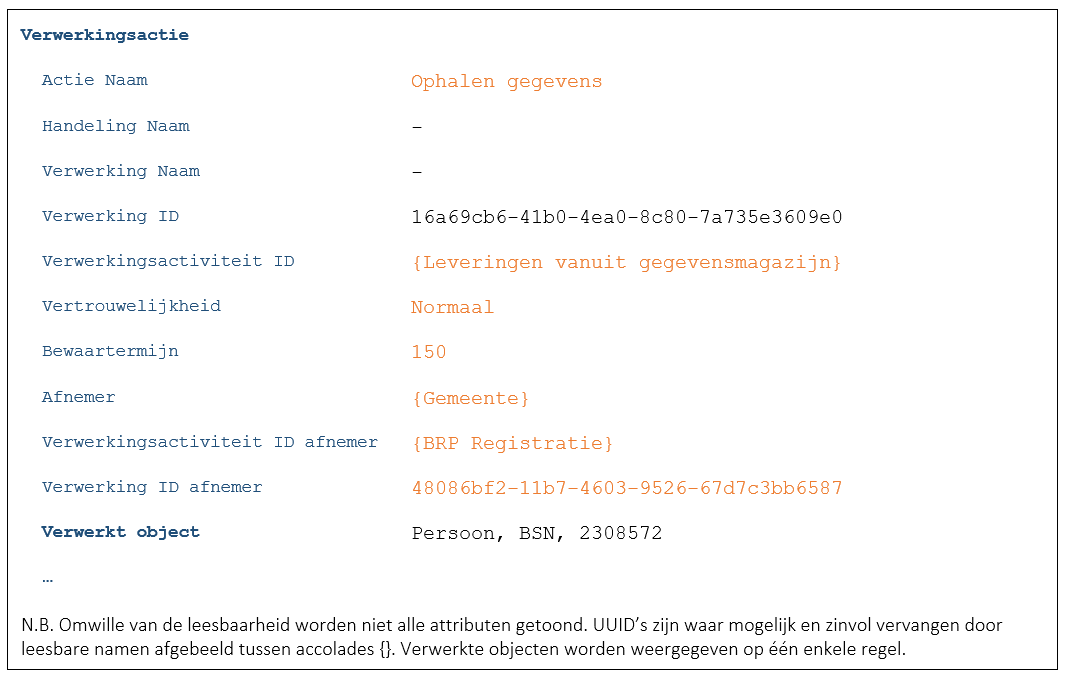 Verwerkingsactie
Actie Naam Ophalen gegevens
Handeling Naam –
Verwerking Naam –
Verwerking ID 16a69cb6-41b0-4ea0-8c80-7a735e3609e0
Verwerkingsactiviteit ID {Leveringen vanuit gegevensmagazijn}
Vertrouwelijkheid Normaal
Bewaartermijn 150
Afnemer {Gemeente}
Verwerkingsactiviteit ID afnemer {BRP Registratie}
Verwerking ID afnemer 48086bf2-11b7-4603-9526-67d7c3bb6587
Verwerkt object Persoon, BSN, 2308572
…
N.B. Omwille van de leesbaarheid worden niet alle attributen getoond. UUID’s zijn waar mogelijk en zinvol vervangen door
leesbare namen afgebeeld tussen accolades {}. Verwerkte objecten worden weergegeven op één enkele regel.